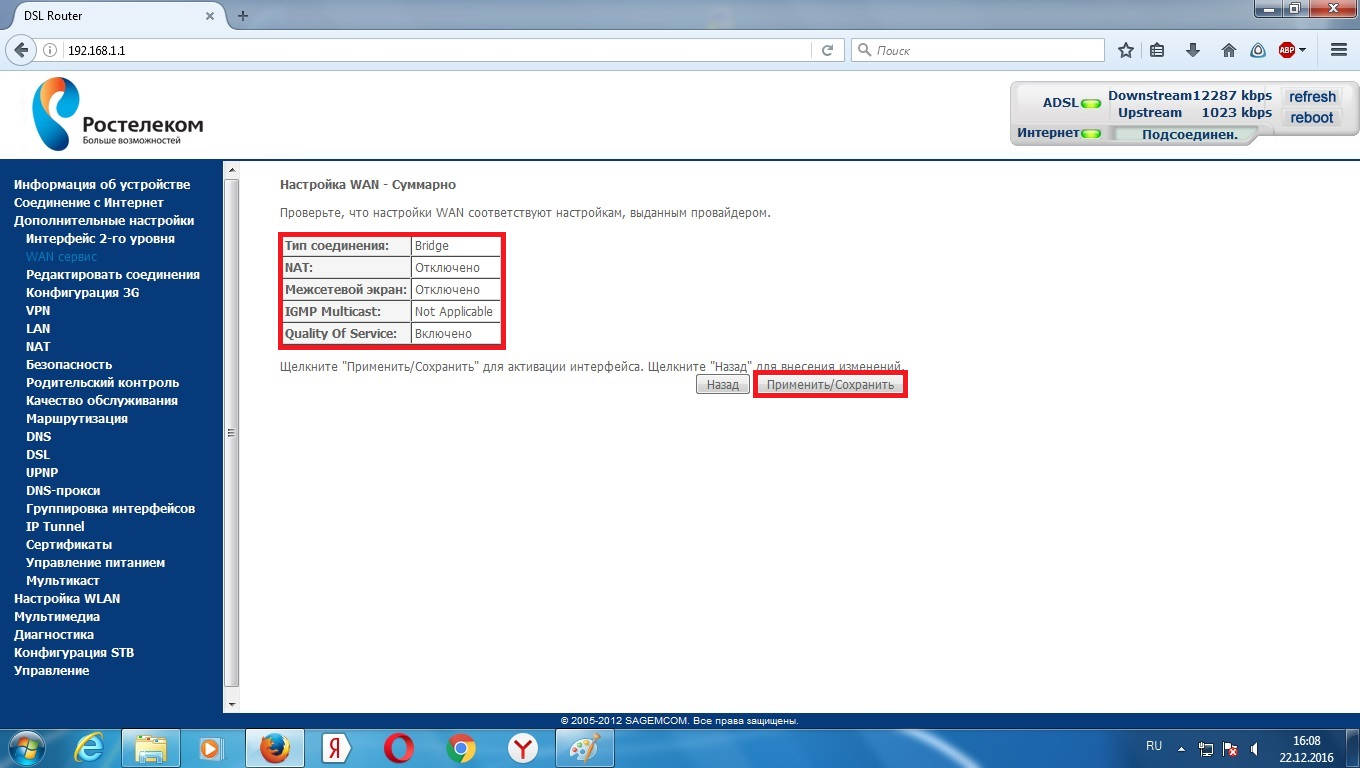 DSL Router
192.168.1.1
Поиск
ABP
Ростелеком
Больше возможностей
ADSL
Downstream12287 kbps
Upstream 1023 kbps
refresh
reboot
Интернет
Подсоединен.
Информация об устройстве
Соединение с Интернет
Дополнительные настройки
Интерфейс 2-го уровня
WAN сервис
Редактировать соединения
Конфигурация 3G
VPN
LAN
NAT
Безопасность
Родительский контроль
Качество обслуживания
Маршрутизация
DNS
DSL
UPNP
DNS-прокси
Группировка интерфейсов
IP Tunnel
Сертификаты
Управление питанием
Мультикаст
Настройка WLAN
Мультимедиа
Диагностика
Конфигурация STB
Управление
Настройка WAN - Суммарно
Проверьте, что настройки WAN соответствуют настройкам, выданным провайдером.
Тип соединения: Bridge
NAT: Отключено
Межсетевой экран: Отключено
IGMP Multicast: Not Applicable
Quality Of Service: Включено
Щелкните "Применить/Сохранить" для активации интерфейса. Щелкните "Назад" для внесения изменений.
Назад Применить/Сохранить
© 2005-2012 SAGEMCOM. Все права защищены.
RU
16:08
22.12.2016